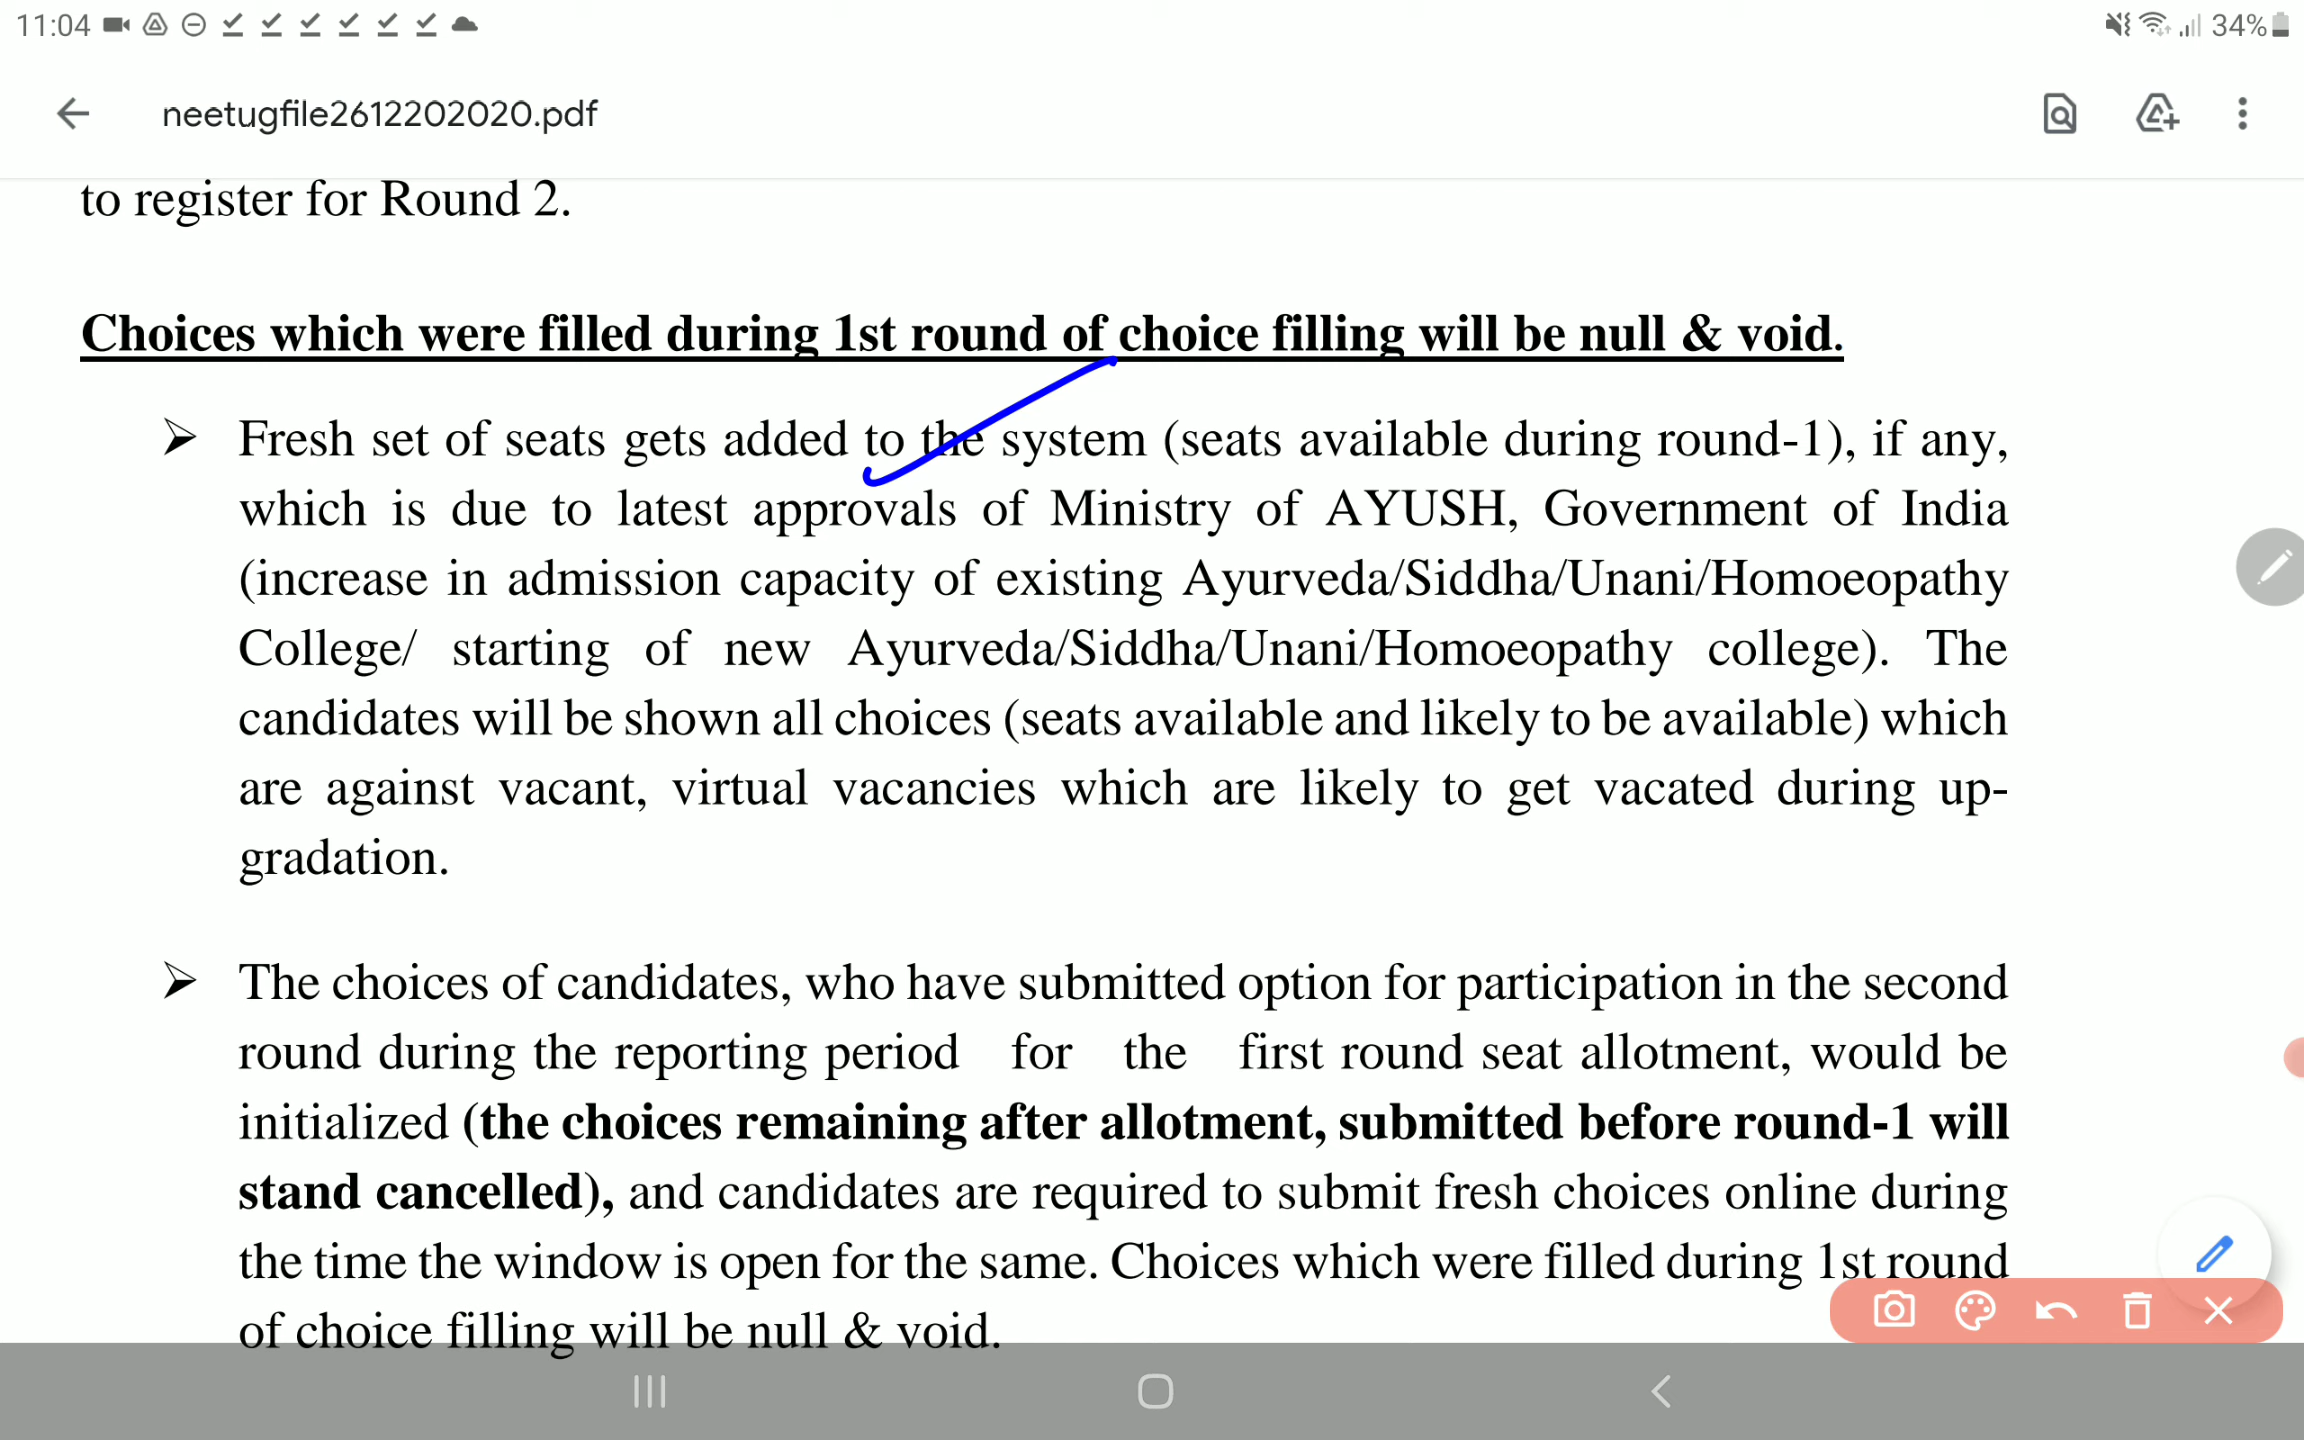 11:04
34%
neetugfile2612202020.pdf
to register for Round 2.
Choices which were filled during 1st round of choice filling will be null & void.
➢ Fresh set of seats gets added to the system (seats available during round-1), if any,
which is due to latest approvals of Ministry of AYUSH, Government of India
(increase in admission capacity of existing Ayurveda/Siddha/Unani/Homoeopathy
College/ starting of new Ayurveda/Siddha/Unani/Homoeopathy college). The
candidates will be shown all choices (seats available and likely to be available) which
are against vacant, virtual vacancies which are likely to get vacated during up-
gradation.
➢ The choices of candidates, who have submitted option for participation in the second
round during the reporting period for the first round seat allotment, would be
initialized (the choices remaining after allotment, submitted before round-1 will
stand cancelled), and candidates are required to submit fresh choices online during
the time the window is open for the same. Choices which were filled during 1st round
of choice filling will be null & void.